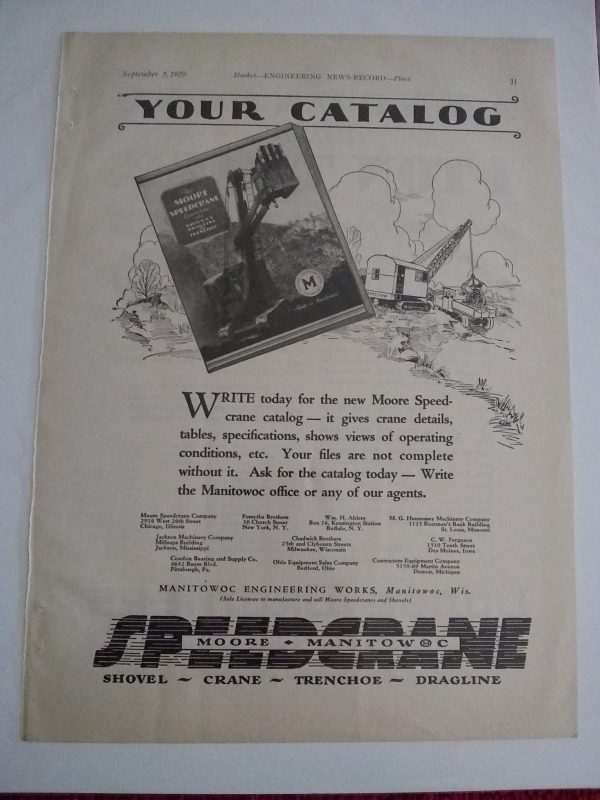 September 5, 1929 Market—ENGINEERING NEWS-RECORD—Place 31
YOUR CATALOG
The
MOORE
SPEEDCRANE
SHOVEL
DRAGLINE
TRENCHOE
M
Made in Manitowoc
WRITE today for the new Moore Speed-
crane catalog — it gives crane details,
tables, specifications, shows views of operating
conditions, etc. Your files are not complete
without it. Ask for the catalog today — Write
the Manitowoc office or any of our agents.
Moore Speedcrane Company
2916 West 26th Street
Chicago, Illinois
Forsythe Brothers
50 Church Street
New York, N. Y.
Wm. H. Ahlers
Box 16, Kensington Station
Buffalo, N. Y.
M. G. Hennessey Machinery Company
1113 Boatmen's Bank Building
St. Louis, Missouri
Jackson Machinery Company
Millsaps Building
Jackson, Mississippi
Chadwick Brothers
25th and Clybourn Streets
Milwaukee, Wisconsin
C. W. Ferguson
1510 Tenth Street
Des Moines, Iowa
Condon Bearing and Supply Co.
6642 Baum Blvd.
Pittsburgh, Pa.
Ohio Equipment Sales Company
Bedford, Ohio
Contractors Equipment Company
5159-69 Martin Avenue
Detroit, Michigan
MANITOWOC ENGINEERING WORKS, Manitowoc, Wis.
(Sole Licensee to manufacture and sell Moore Speedcranes and Shovels)
SPEEDCRANE
MOORE MANITOWOC
SHOVEL ~ CRANE ~ TRENCHOE ~ DRAGLINE